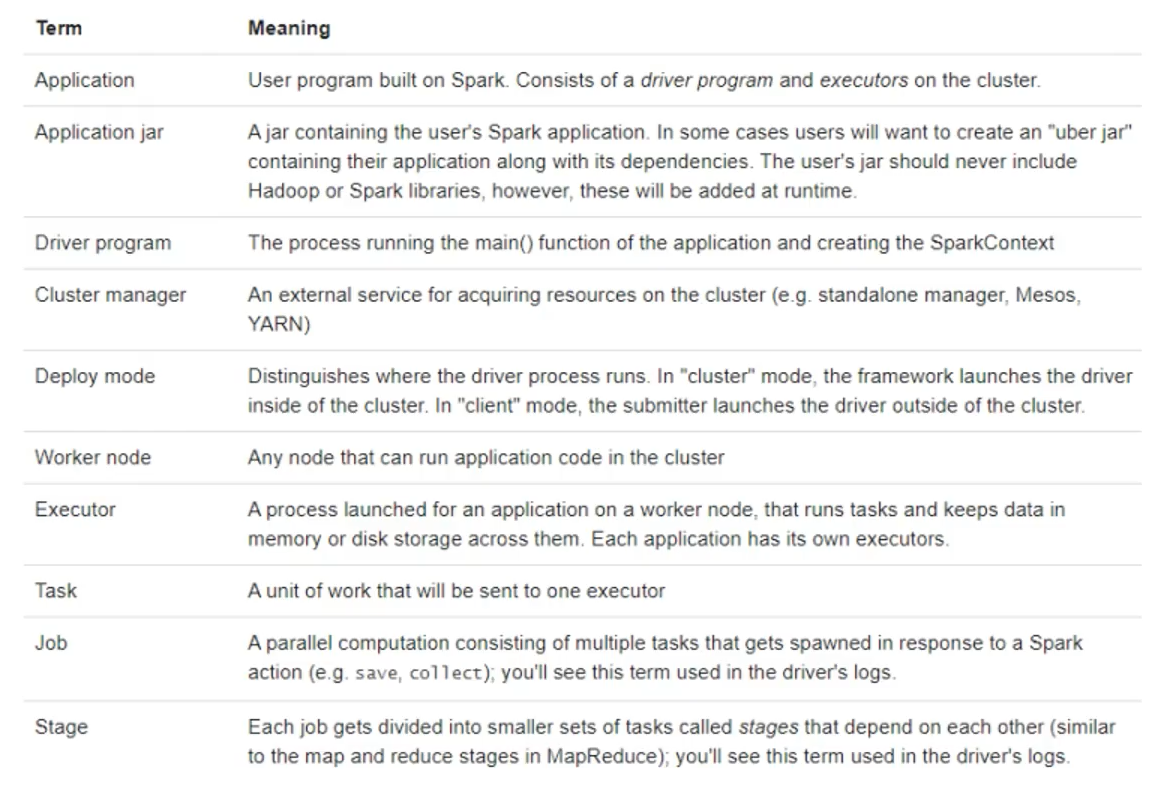 Term Meaning
Application User program built on Spark. Consists of a driver program and executors on the cluster.
Application jar A jar containing the user's Spark application. In some cases users will want to create an "uber jar"
containing their application along with its dependencies. The user's jar should never include
Hadoop or Spark libraries, however, these will be added at runtime.
Driver program The process running the main() function of the application and creating the SparkContext
Cluster manager An external service for acquiring resources on the cluster (e.g. standalone manager, Mesos,
YARN)
Deploy mode Distinguishes where the driver process runs. In "cluster" mode, the framework launches the driver
inside of the cluster. In "client" mode, the submitter launches the driver outside of the cluster.
Worker node Any node that can run application code in the cluster
Executor A process launched for an application on a worker node, that runs tasks and keeps data in
memory or disk storage across them. Each application has its own executors.
Task A unit of work that will be sent to one executor
Job A parallel computation consisting of multiple tasks that gets spawned in response to a Spark
action (e.g. save, collect); you'll see this term used in the driver's logs.
Stage Each job gets divided into smaller sets of tasks called stages that depend on each other (similar
to the map and reduce stages in MapReduce); you'll see this term used in the driver's logs.